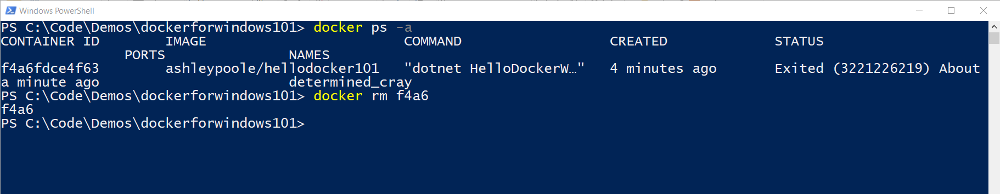 Windows PowerShell
PS C:\Code\Demos\dockerforwindows101> docker ps -a
CONTAINER ID        IMAGE                        COMMAND                  CREATED             STATUS
               PORTS               NAMES
f4a6fdce4f63        ashleypoole/hellodocker101   "dotnet HelloDockerW…"   4 minutes ago       Exited (3221226219) About
a minute ago                       determined_cray
PS C:\Code\Demos\dockerforwindows101> docker rm f4a6
f4a6
PS C:\Code\Demos\dockerforwindows101>